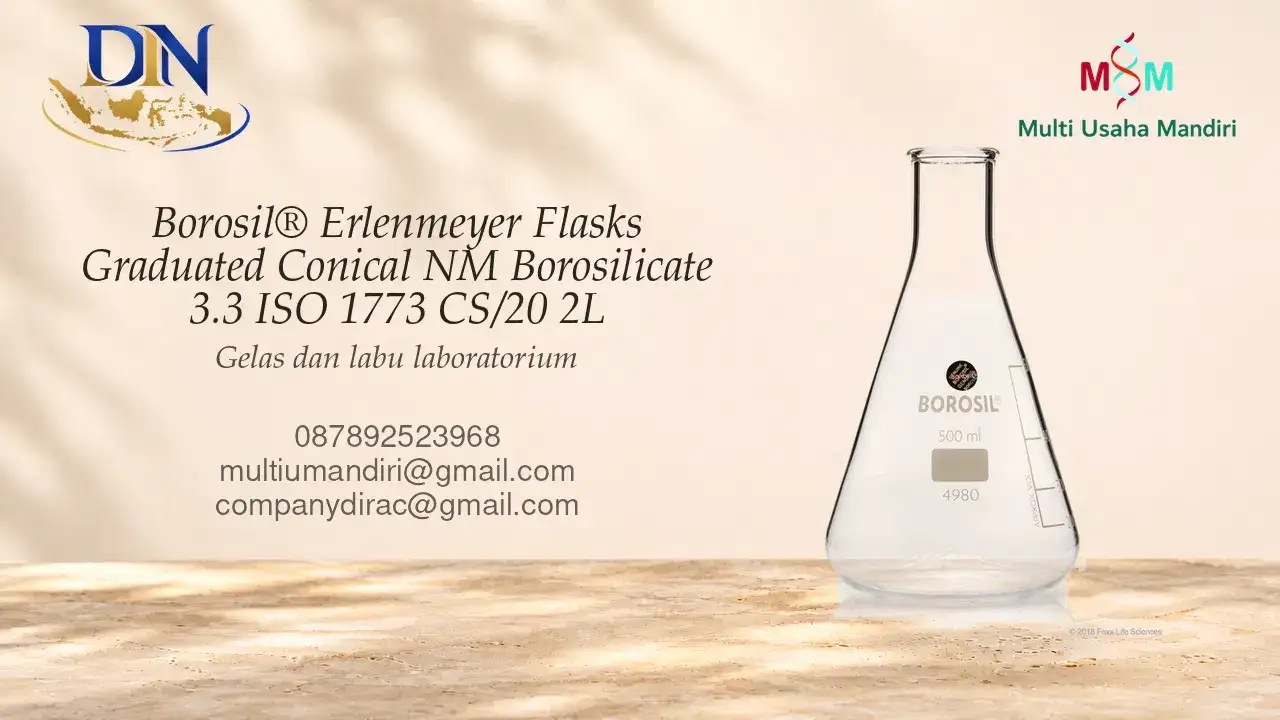 DN
M M
Multi Usaha Mandiri
Borosil® Erlenmeyer Flasks
Graduated Conical NM Borosilicate
3.3 ISO 1773 CS/20 2L
Gelas dan labu laboratorium
087892523968
multiumandiri@gmail.com
companydirac@gmail.com
BOROSIL®
500 ml
4980
© 2018 Foxx Life Sciences